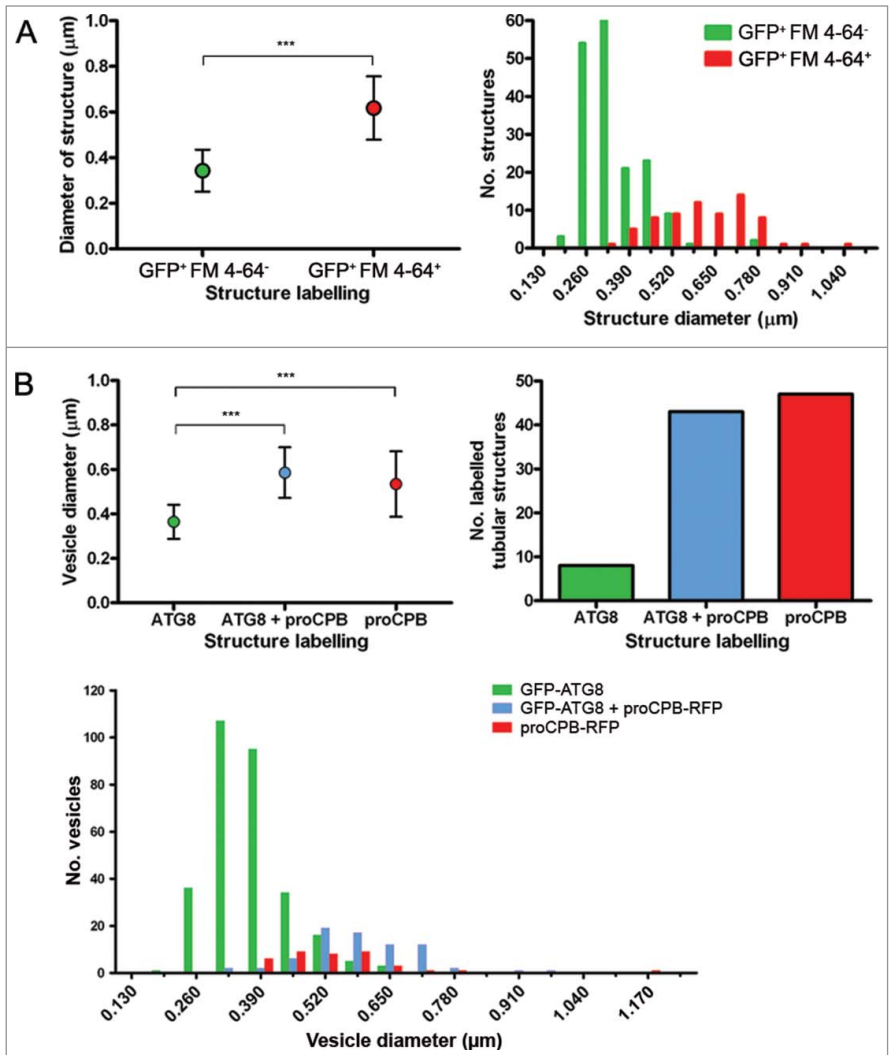 A
Diameter of structure (μm)
1.0
0.8
0.6
0.4
0.2
0.0
***
GFP⁺ FM 4-64⁻
GFP⁺ FM 4-64⁺
Structure labelling
No. structures
60
50
40
30
20
10
0
GFP⁺ FM 4-64⁻
GFP⁺ FM 4-64⁺
0.130
0.260
0.390
0.520
0.650
0.780
0.910
1.040
Structure diameter (μm)
B
Vesicle diameter (μm)
1.0
0.8
0.6
0.4
0.2
0.0
***
***
ATG8
ATG8 + proCPB
proCPB
Structure labelling
No. labelled
tubular structures
50
40
30
20
10
0
ATG8
ATG8 + proCPB
proCPB
Structure labelling
No. vesicles
120
100
80
60
40
20
0
GFP-ATG8
GFP-ATG8 + proCPB-RFP
proCPB-RFP
0.130
0.260
0.390
0.520
0.650
0.780
0.910
1.040
1.170
Vesicle diameter (μm)